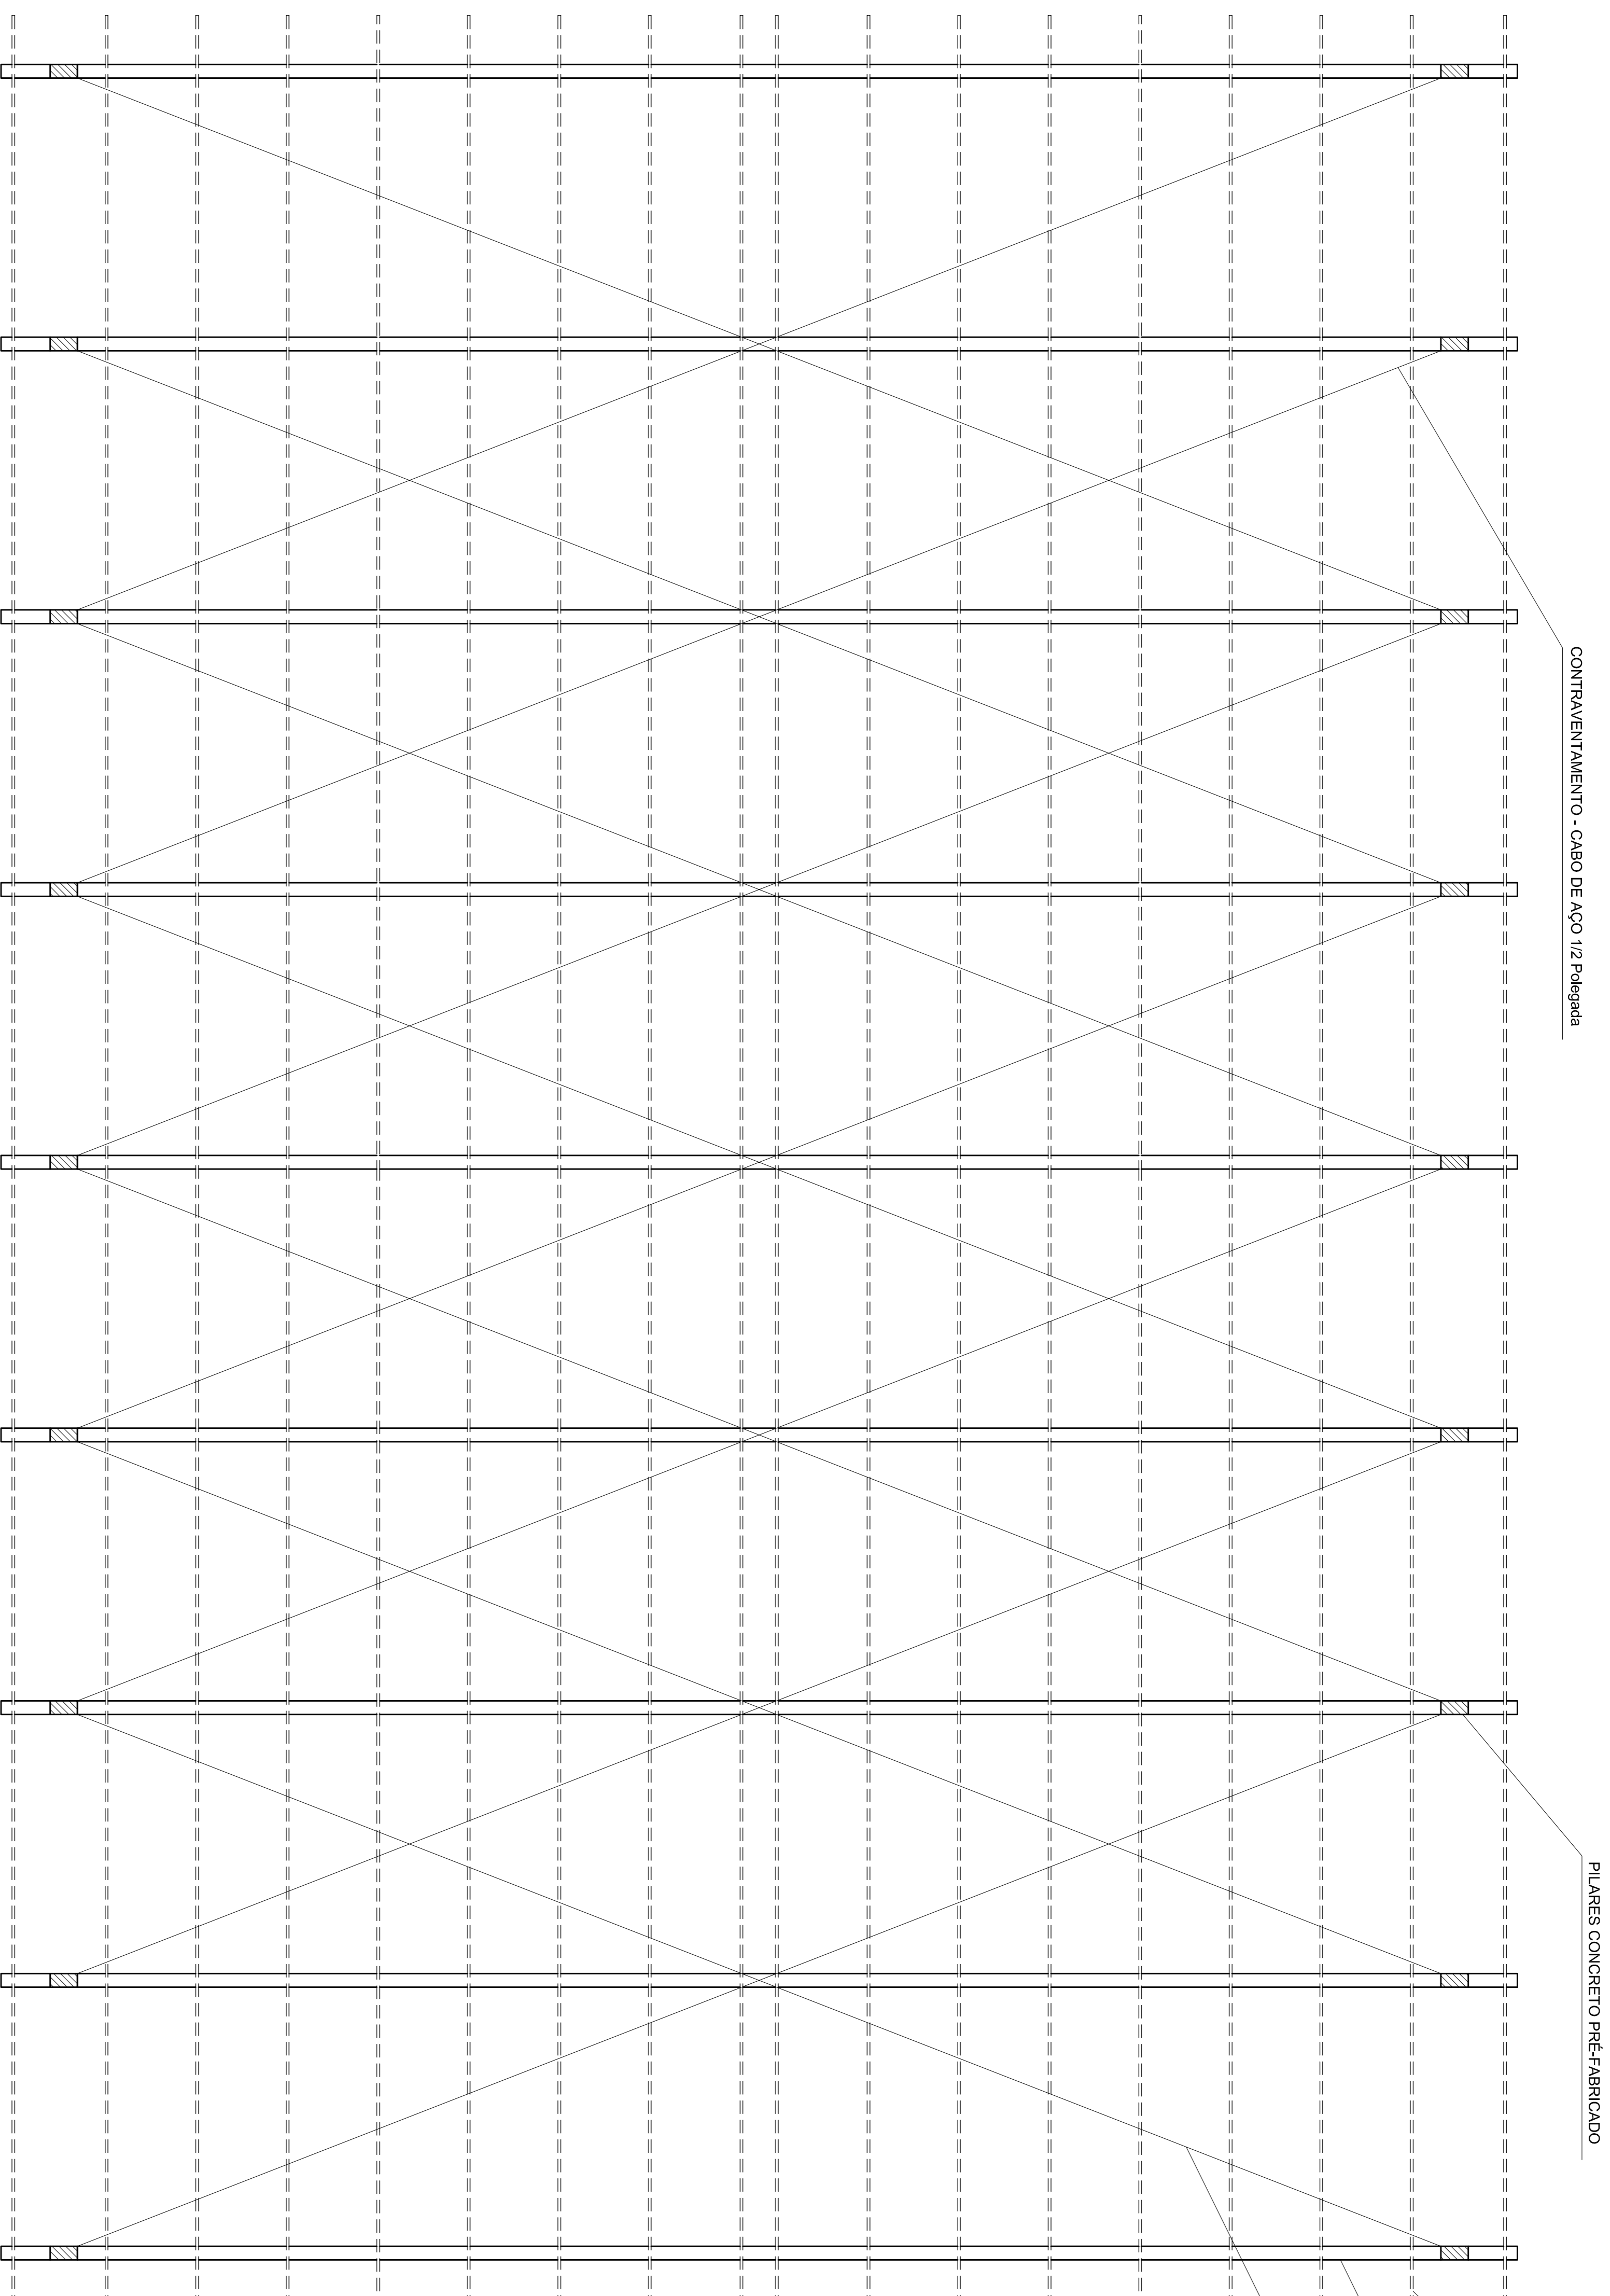 CONTRAVENTAMENTO - CABO DE AÇO 1/2 Polegada
PILARES CONCRETO PRÉ-FABRICADO